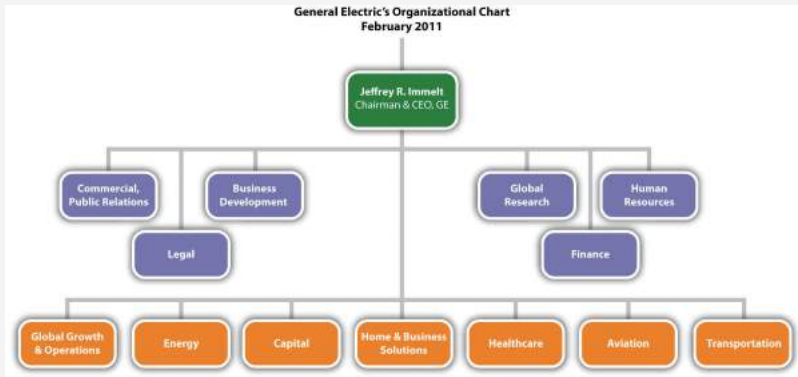 General Electric's Organizational Chart
February 2011
Jeffrey R. Immelt
Chairman & CEO, GE
Commercial,
Public Relations
Business
Development
Global
Research
Human
Resources
Legal
Finance
Global Growth
& Operations
Energy
Capital
Home & Business
Solutions
Healthcare
Aviation
Transportation